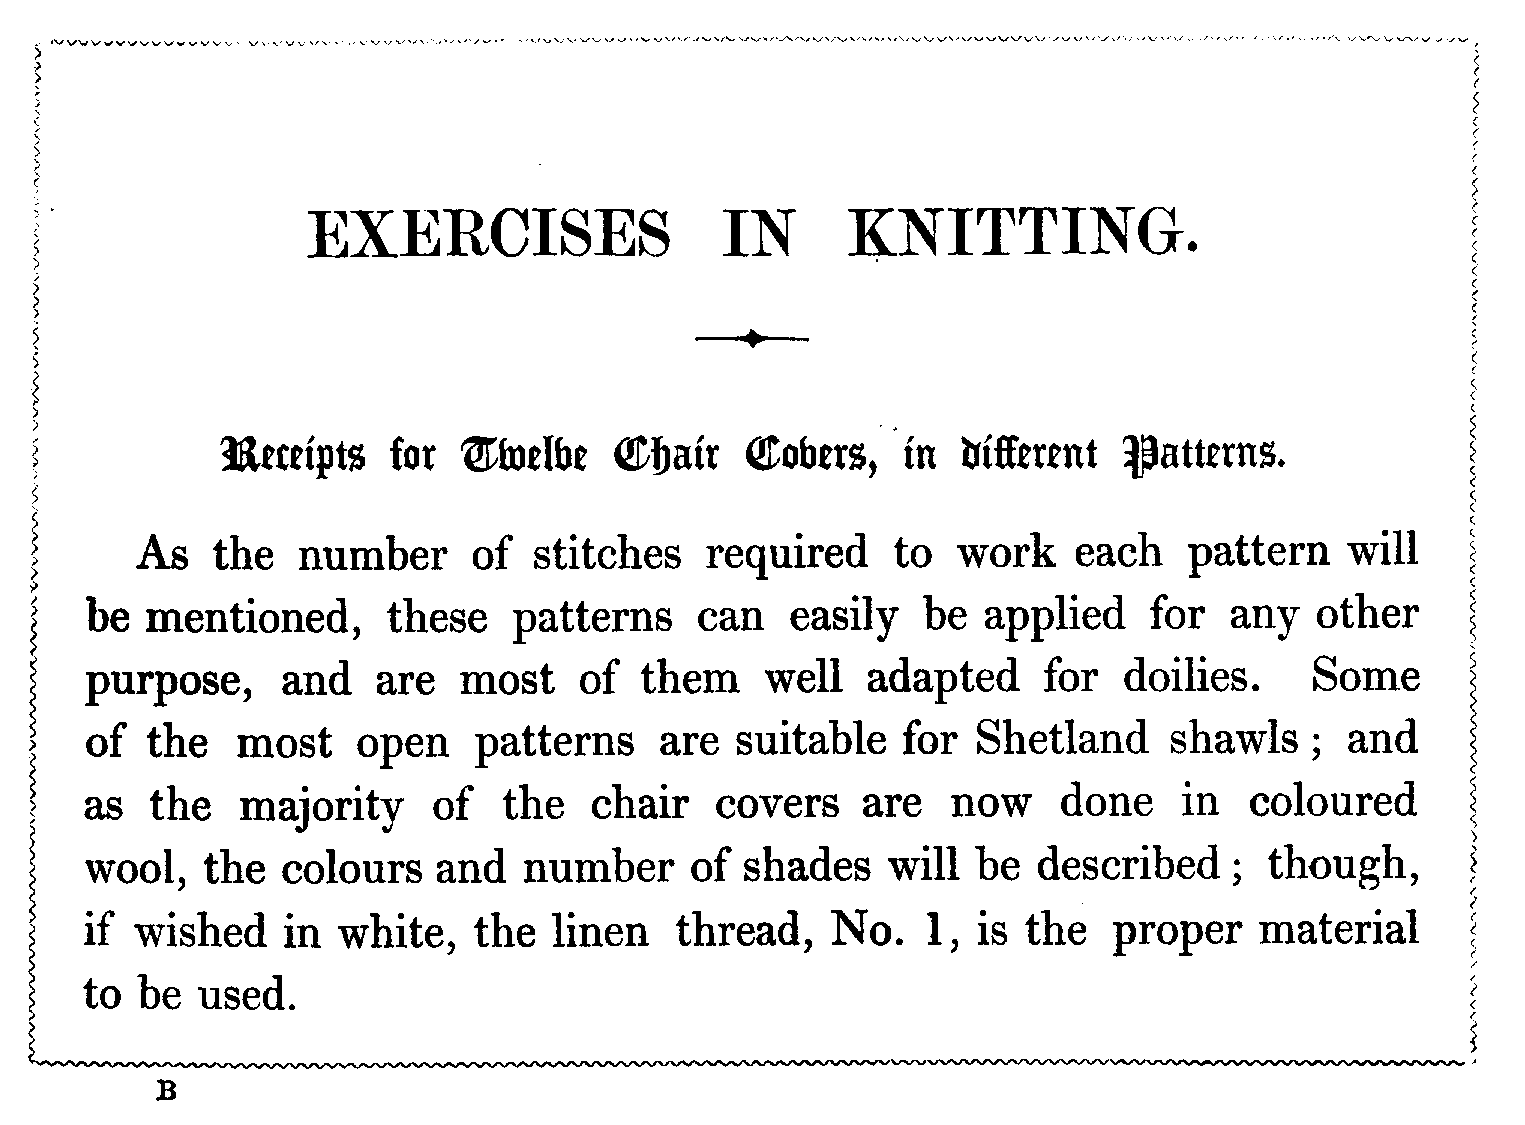 EXERCISES IN KNITTING.
Receipts for Twelve Chair Covers, in different Patterns.
As the number of stitches required to work each pattern will
be mentioned, these patterns can easily be applied for any other
purpose, and are most of them well adapted for doilies. Some
of the most open patterns are suitable for Shetland shawls ; and
as the majority of the chair covers are now done in coloured
wool, the colours and number of shades will be described ; though,
if wished in white, the linen thread, No. 1, is the proper material
to be used.
B